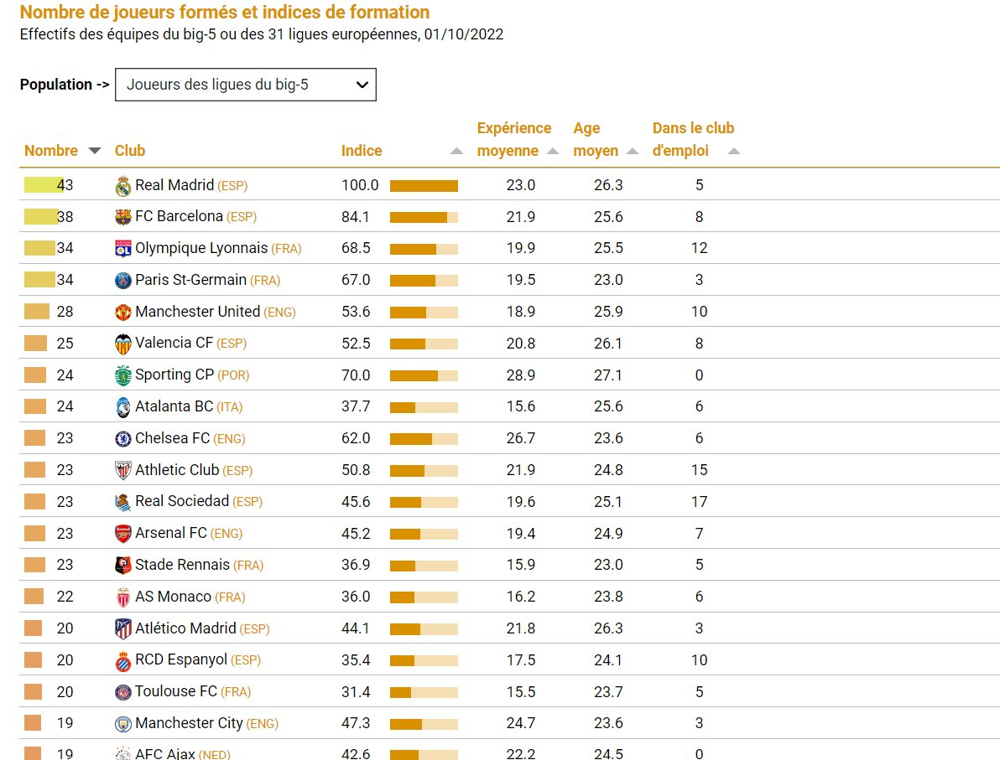 Nombre de joueurs formés et indices de formation
Effectifs des équipes du big-5 ou des 31 ligues européennes, 01/10/2022
Population -> Joueurs des ligues du big-5
Expérience Age Dans le club
Nombre Club Indice moyenne moyen d'emploi
43 Real Madrid (ESP) 100.0 23.0 26.3 5
38 FC Barcelona (ESP) 84.1 21.9 25.6 8
34 Olympique Lyonnais (FRA) 68.5 19.9 25.5 12
34 Paris St-Germain (FRA) 67.0 19.5 23.0 3
28 Manchester United (ENG) 53.6 18.9 25.9 10
25 Valencia CF (ESP) 52.5 20.8 26.1 8
24 Sporting CP (POR) 70.0 28.9 27.1 0
24 Atalanta BC (ITA) 37.7 15.6 25.6 6
23 Chelsea FC (ENG) 62.0 26.7 23.6 6
23 Athletic Club (ESP) 50.8 21.9 24.8 15
23 Real Sociedad (ESP) 45.6 19.6 25.1 17
23 Arsenal FC (ENG) 45.2 19.4 24.9 7
23 Stade Rennais (FRA) 36.9 15.9 23.0 5
22 AS Monaco (FRA) 36.0 16.2 23.8 6
20 Atlético Madrid (ESP) 44.1 21.8 26.3 3
20 RCD Espanyol (ESP) 35.4 17.5 24.1 10
20 Toulouse FC (FRA) 31.4 15.5 23.7 5
19 Manchester City (ENG) 47.3 24.7 23.6 3
19 AFC Ajax (NED) 42.6 22.2 24.5 0